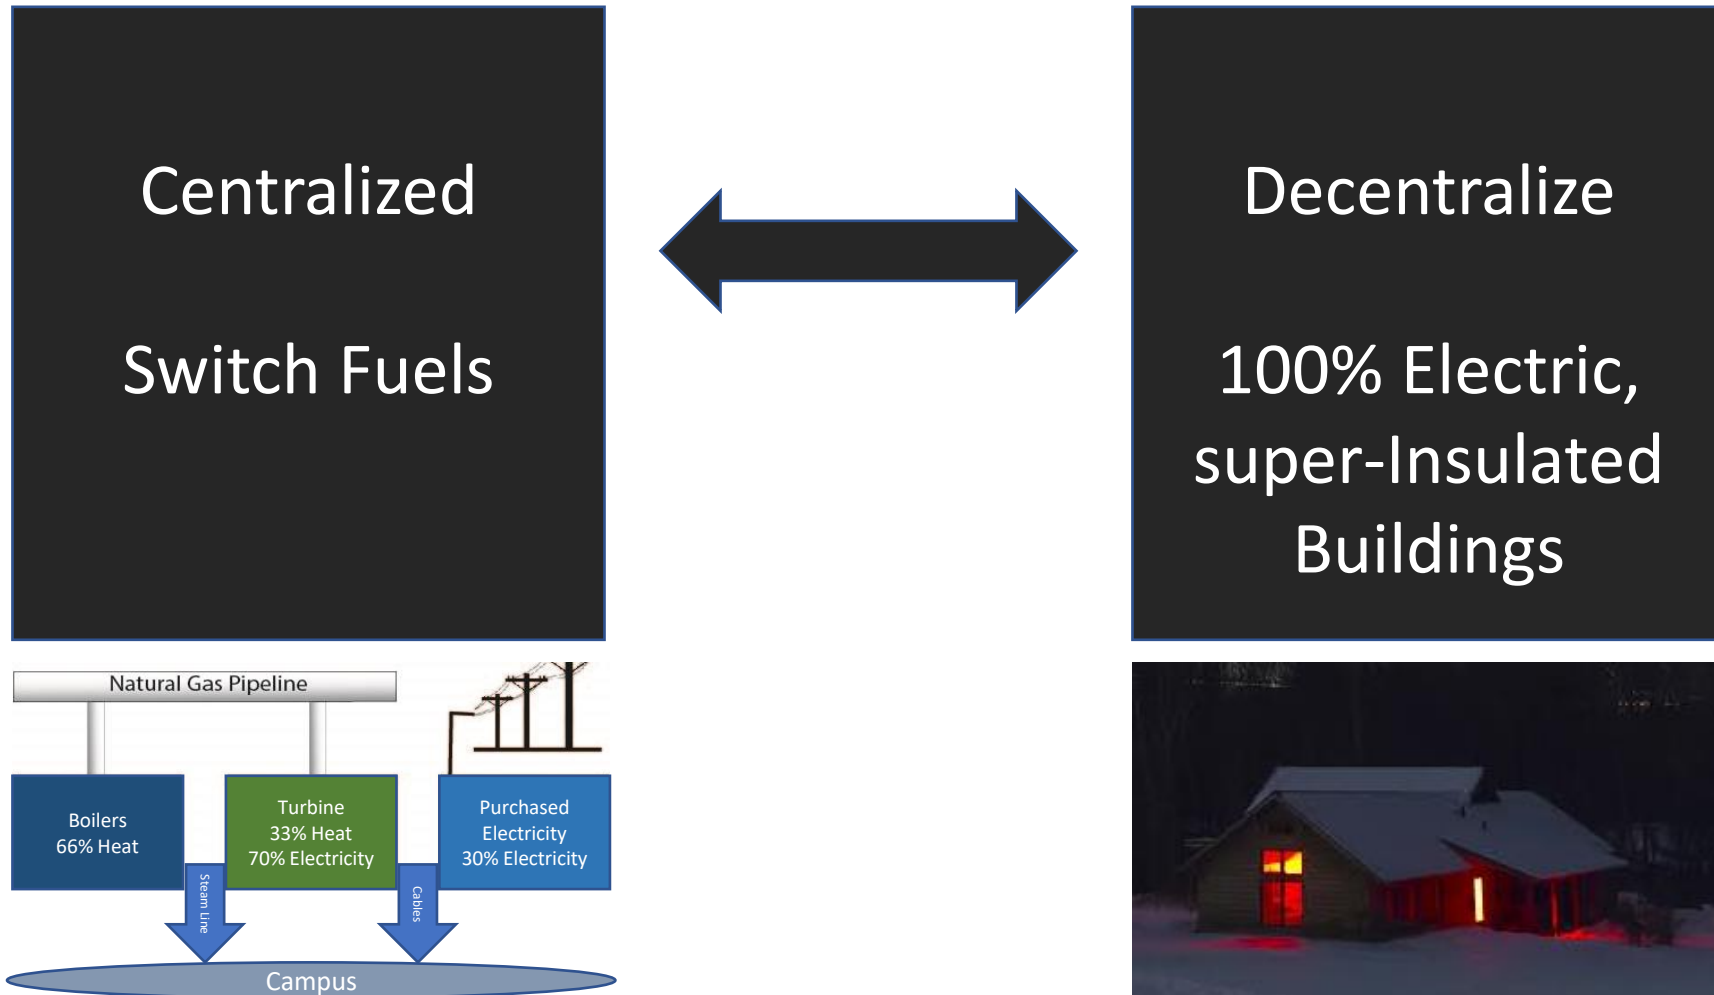 Centralized
Switch Fuels
Decentralize
100% Electric,
super-Insulated
Buildings
Natural Gas Pipeline
Boilers
66% Heat
Turbine
33% Heat
70% Electricity
Purchased
Electricity
30% Electricity
Steam Line
Cables
Campus